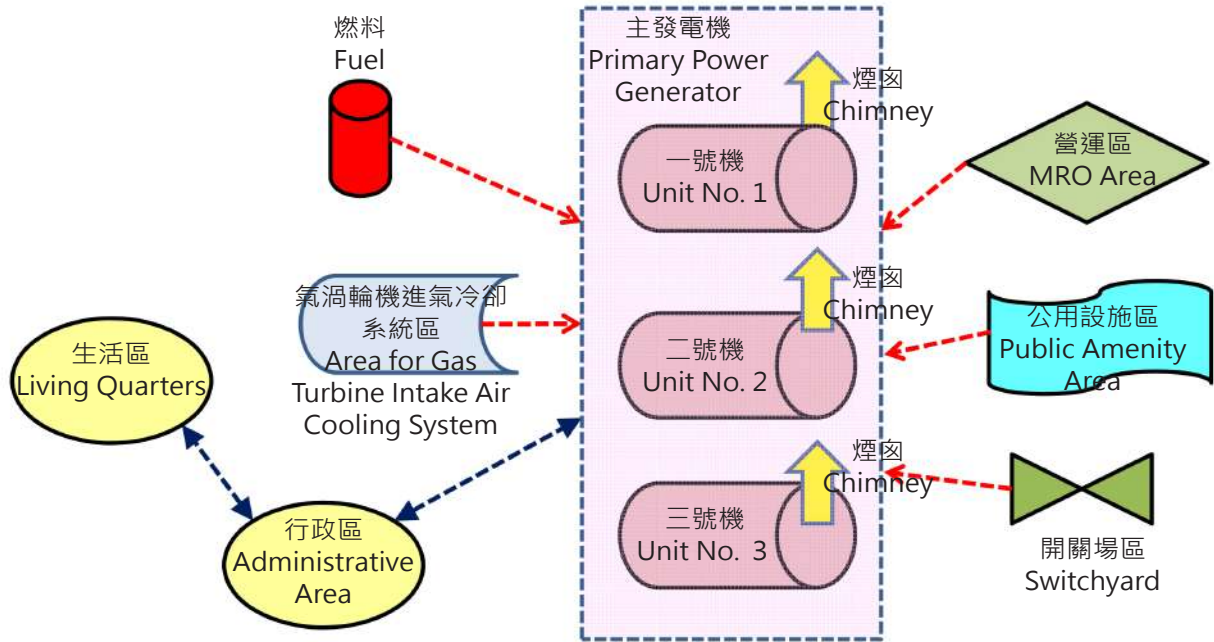 燃料
Fuel
主發電機
Primary Power
Generator
煙囪
Chimney
一號機
Unit No. 1
營運區
MRO Area
氣渦輪機進氣冷卻
系統區
Area for Gas
Turbine Intake Air
Cooling System
煙囪
Chimney
二號機
Unit No. 2
公用設施區
Public Amenity
Area
生活區
Living Quarters
行政區
Administrative
Area
煙囪
Chimney
三號機
Unit No. 3
開關場區
Switchyard